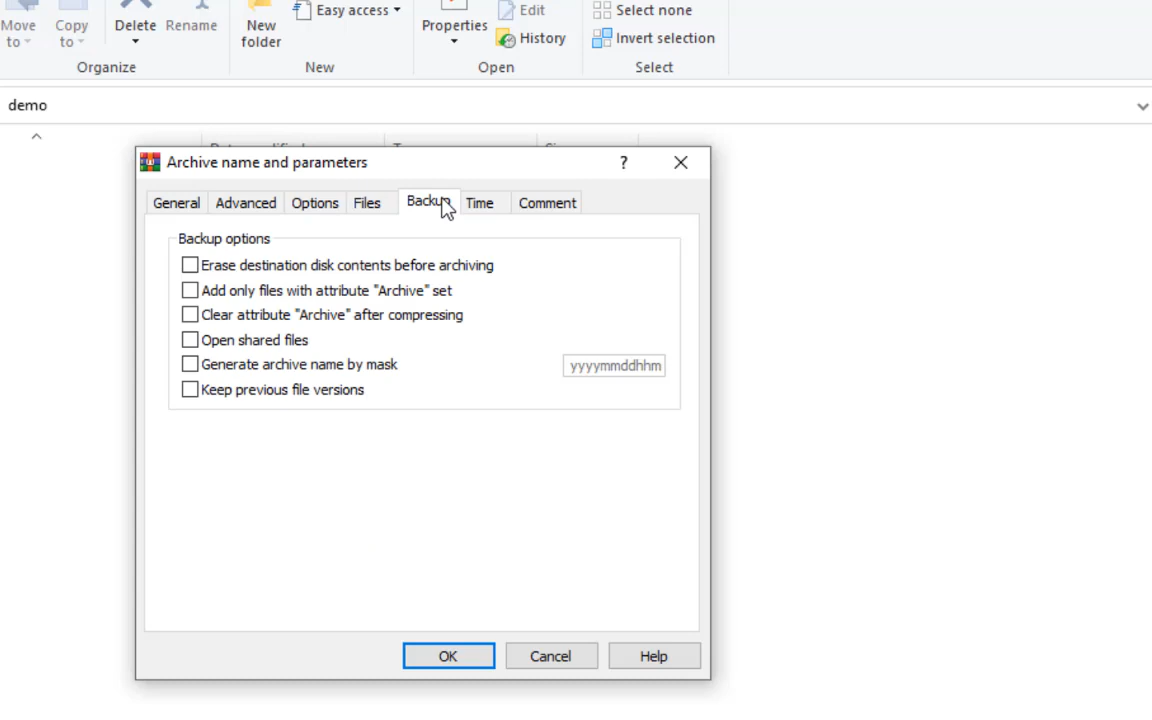 Easy access
Edit
Select none
Move
to
Copy
to
Delete
Rename
New
folder
Properties
History
Invert selection
Organize
New
Open
Select
demo
Archive name and parameters
?
General
Advanced
Options
Files
Backup
Time
Comment
Backup options
Erase destination disk contents before archiving
Add only files with attribute "Archive" set
Clear attribute "Archive" after compressing
Open shared files
Generate archive name by mask
yyyymmddhhm
Keep previous file versions
OK
Cancel
Help